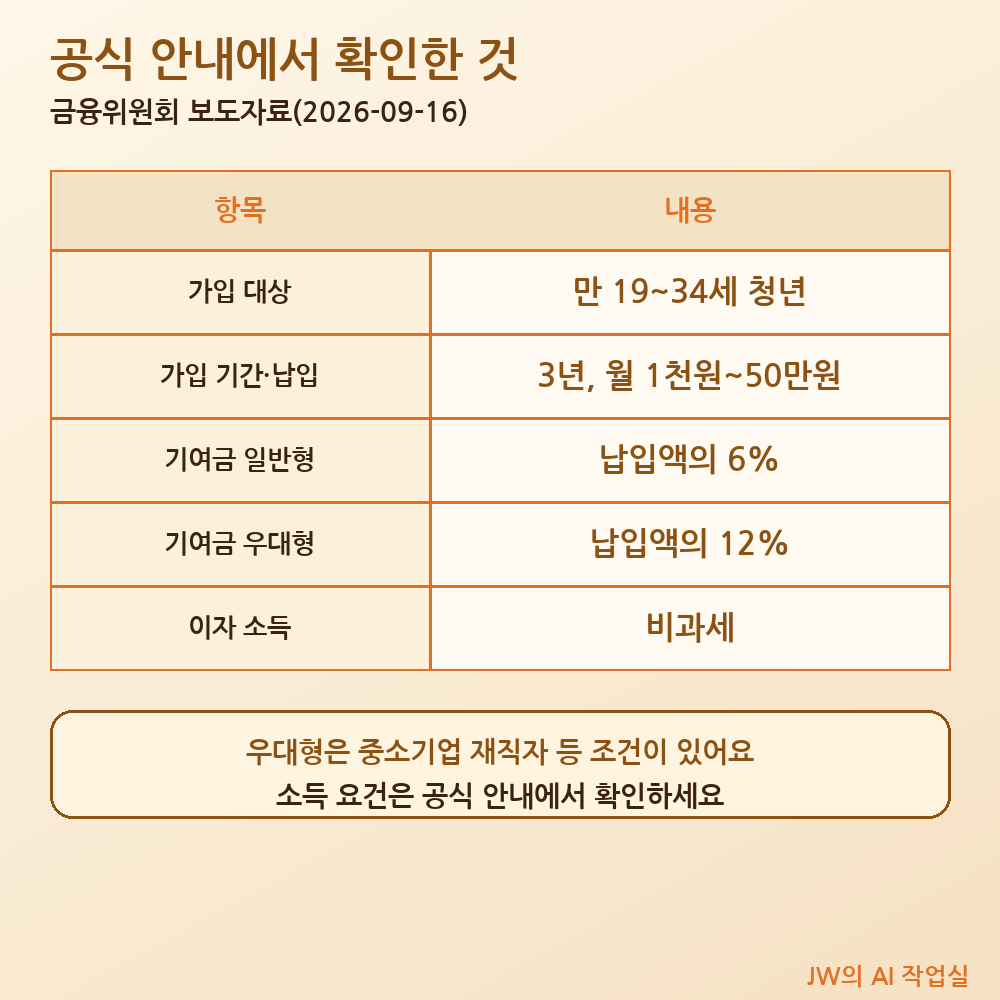 공식 안내에서 확인한 것
금융위원회 보도자료(2026-09-16)
항목 내용
가입 대상 만 19~34세 청년
가입 기간·납입 3년, 월 1천원~50만원
기여금 일반형 납입액의 6%
기여금 우대형 납입액의 12%
이자 소득 비과세
우대형은 중소기업 재직자 등 조건이 있어요
소득 요건은 공식 안내에서 확인하세요
JW의 AI 작업실